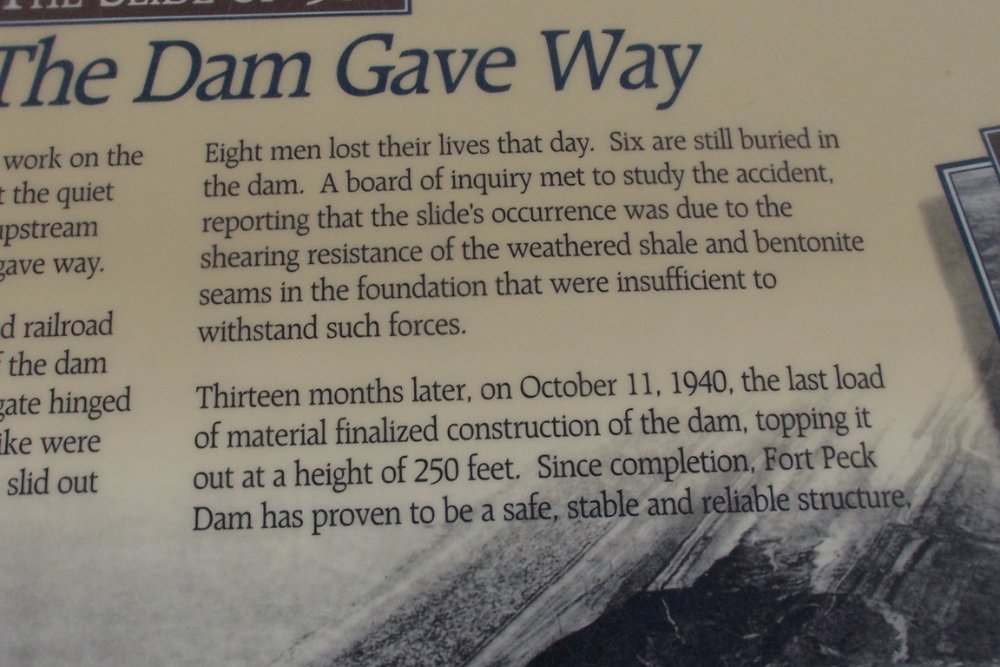 THE SLIDE OF
The Dam Gave Way
work on the
the quiet
upstream
gave way.
railroad
the dam
gate hinged
were
slid out
Eight men lost their lives that day. Six are still buried in
the dam. A board of inquiry met to study the accident,
reporting that the slide's occurrence was due to the
shearing resistance of the weathered shale and bentonite
seams in the foundation that were insufficient to
withstand such forces.
Thirteen months later, on October 11, 1940, the last load
of material finalized construction of the dam, topping it
out at a height of 250 feet. Since completion, Fort Peck
Dam has proven to be a safe, stable and reliable structure.